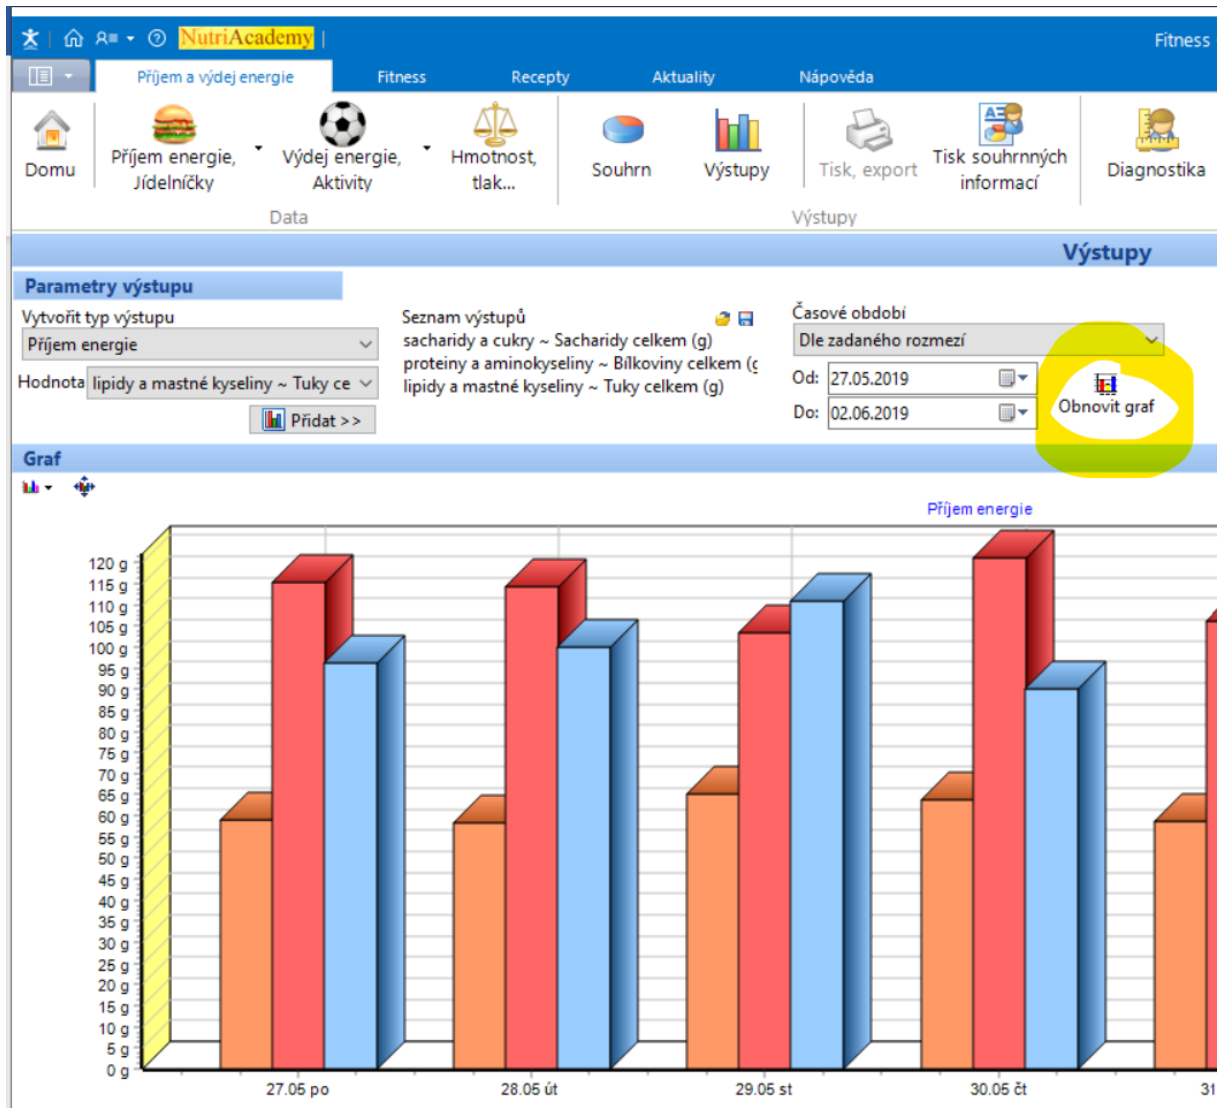 NutriAcademy
Fitness
Příjem a výdej energie
Fitness
Recepty
Aktuality
Nápověda
Domu
Příjem energie,
Jídelníčky
Výdej energie,
Aktivity
Hmotnost,
tlak...
Souhrn
Výstupy
Tisk, export
Tisk souhrnných
informací
Diagnostika
Data
Výstupy
Výstupy
Parametry výstupu
Vytvořit typ výstupu
Příjem energie
Hodnota
lipidy a mastné kyseliny ~ Tuky ce
Přidat >>
Seznam výstupů
sacharidy a cukry ~ Sacharidy celkem (g)
proteiny a aminokyseliny ~ Bílkoviny celkem (g
lipidy a mastné kyseliny ~ Tuky celkem (g)
Časové období
Dle zadaného rozmezí
Od: 27.05.2019
Do: 02.06.2019
Obnovit graf
Graf
Příjem energie
120 g
115 g
110 g
105 g
100 g
95 g
90 g
85 g
80 g
75 g
70 g
65 g
60 g
55 g
50 g
45 g
40 g
35 g
30 g
25 g
20 g
15 g
10 g
5 g
0 g
27.05 po
28.05 út
29.05 st
30.05 čt
31